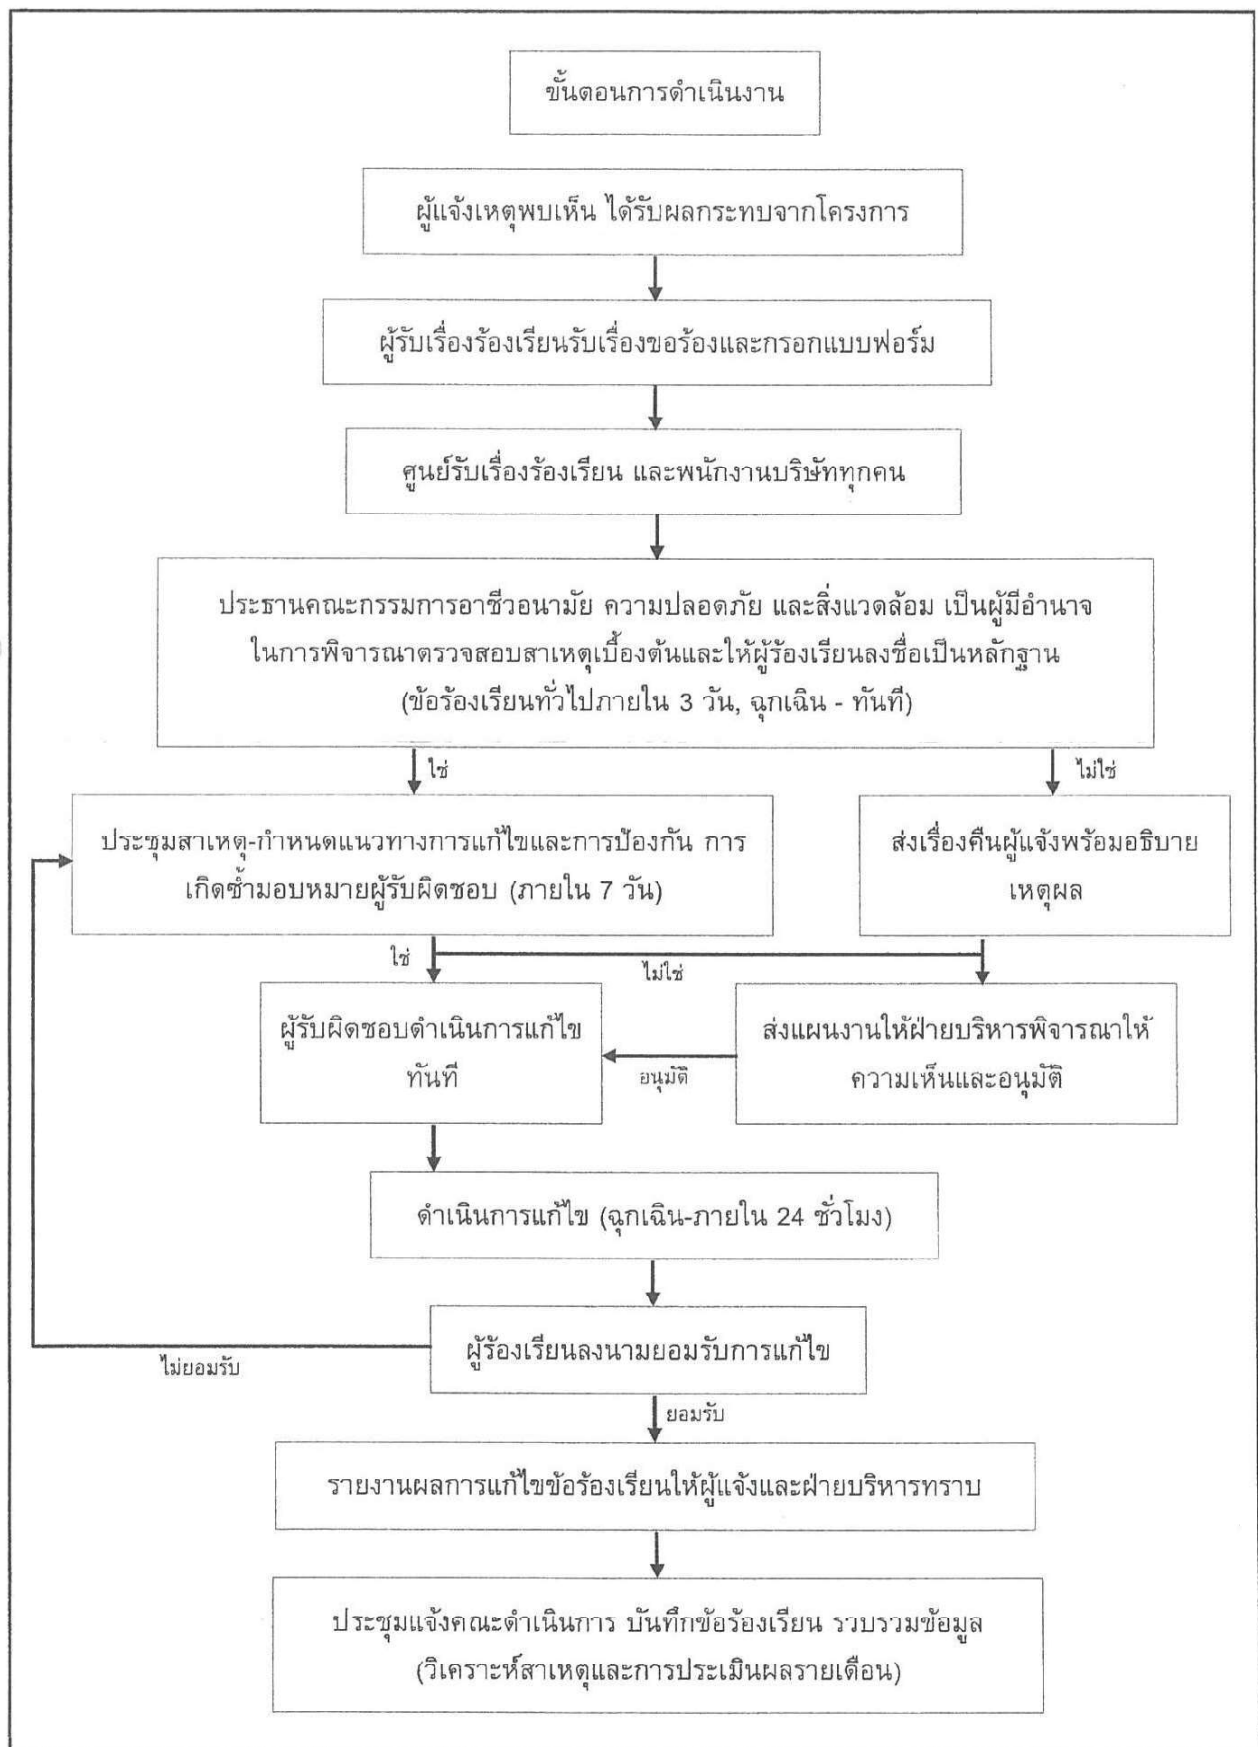 ขั้นตอนการดำเนินงาน
ผู้แจ้งเหตุพบเห็น ได้รับผลกระทบจากโครงการ
ผู้รับเรื่องร้องเรียนรับเรื่องขอร้องและกรอกแบบฟอร์ม
ศูนย์รับเรื่องร้องเรียน และพนักงานบริษัททุกคน
ประธานคณะกรรมการอาชีวอนามัย ความปลอดภัย และสิ่งแวดล้อม เป็นผู้มีอำนาจ
ในการพิจารณาตรวจสอบสาเหตุเบื้องต้นและให้ผู้ร้องเรียนลงชื่อเป็นหลักฐาน
(ข้อร้องเรียนทั่วไปภายใน 3 วัน, ฉุกเฉิน - ทันที)
ใช่
ไม่ใช่
ประชุมสาเหตุ-กำหนดแนวทางการแก้ไขและการป้องกัน การ
เกิดซ้ำมอบหมายผู้รับผิดชอบ (ภายใน 7 วัน)
ส่งเรื่องคืนผู้แจ้งพร้อมอธิบาย
เหตุผล
ใช่
ไม่ใช่
ผู้รับผิดชอบดำเนินการแก้ไข
ทันที
อนุมัติ
ส่งแผนงานให้ฝ่ายบริหารพิจารณาให้
ความเห็นและอนุมัติ
ดำเนินการแก้ไข (ฉุกเฉิน-ภายใน 24 ชั่วโมง)
ผู้ร้องเรียนลงนามยอมรับการแก้ไข
ไม่ยอมรับ
ยอมรับ
รายงานผลการแก้ไขข้อร้องเรียนให้ผู้แจ้งและฝ่ายบริหารทราบ
ประชุมแจ้งคณะดำเนินการ บันทึกข้อร้องเรียน รวบรวมข้อมูล
(วิเคราะห์สาเหตุและการประเมินผลรายเดือน)